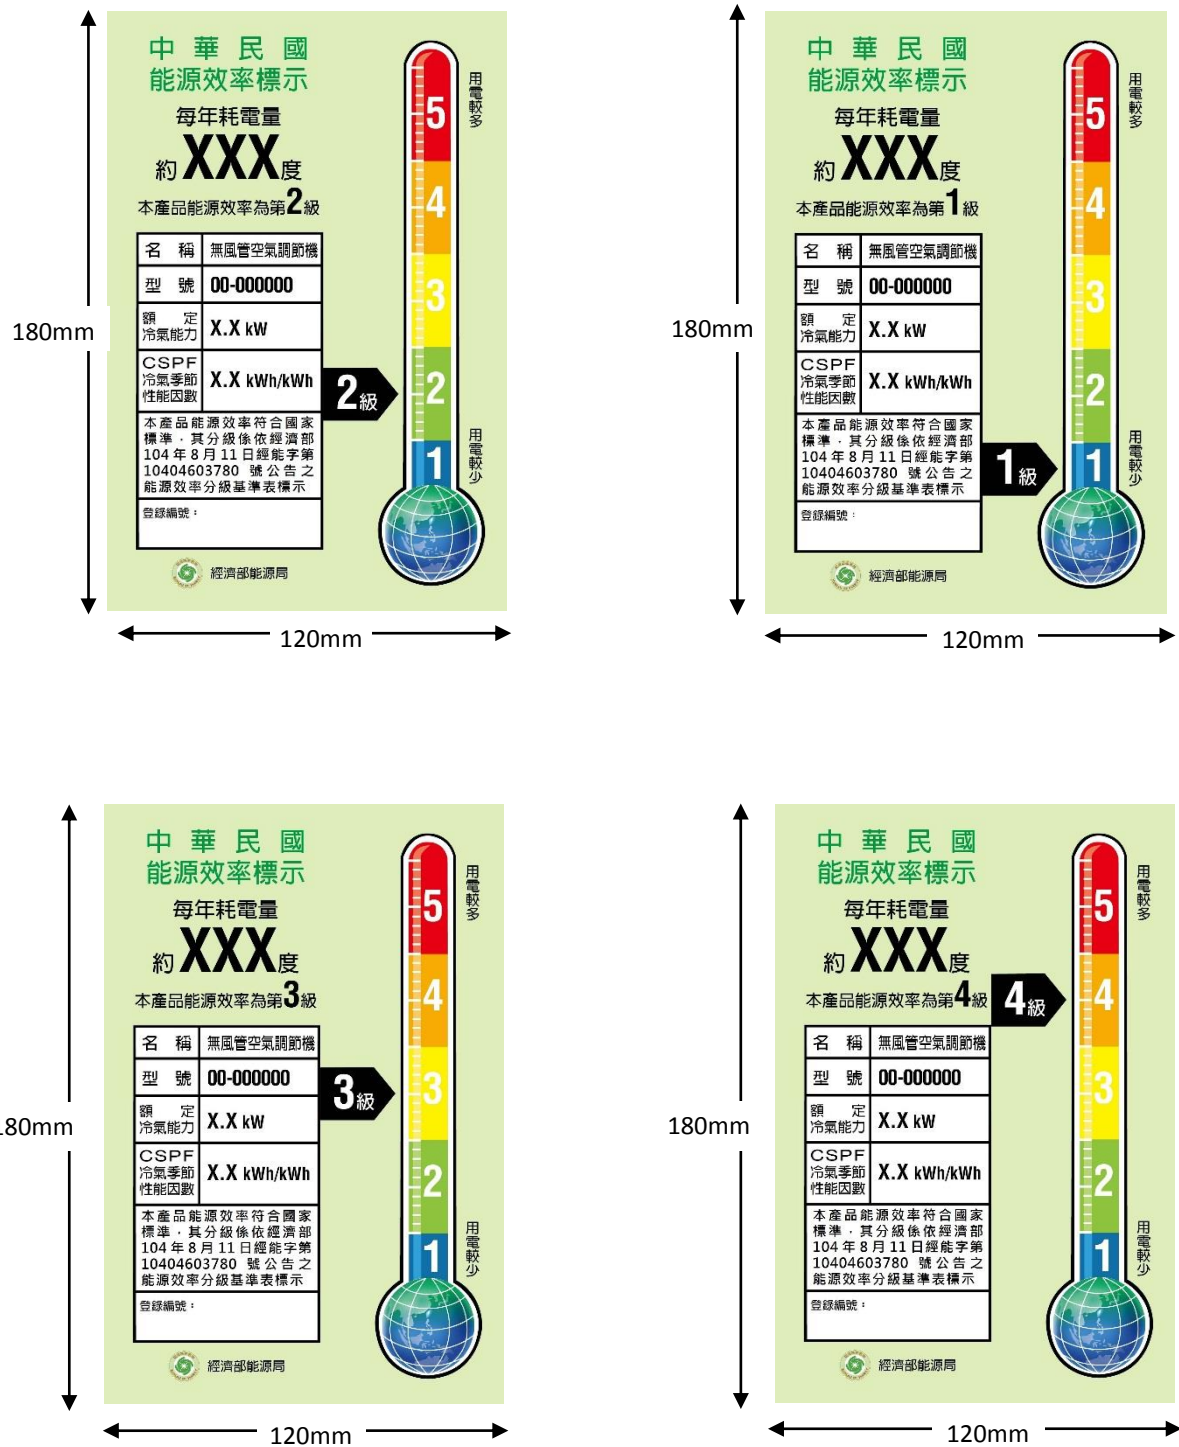 中華民國
能源效率標示
每年耗電量
約XXX度
本產品能源效率為第2級
名稱 無風管空氣調節機
型號 00-000000
額定
冷氣能力 X.X kW
CSPF
冷氣季節
性能因數 X.X kWh/kWh
本產品能源效率符合國家
標準,其分級係依經濟部
104年8月11日經能字第
10404603780 號公告之
能源效率分級基準表標示
登錄編號:
經濟部能源局
2級
用電較多
5
4
3
2
1
用電較少
180mm
120mm
中華民國
能源效率標示
每年耗電量
約XXX度
本產品能源效率為第1級
名稱 無風管空氣調節機
型號 00-000000
額定
冷氣能力 X.X kW
CSPF
冷氣季節
性能因數 X.X kWh/kWh
本產品能源效率符合國家
標準,其分級係依經濟部
104年8月11日經能字第
10404603780 號公告之
能源效率分級基準表標示
登錄編號:
經濟部能源局
1級
用電較多
5
4
3
2
1
用電較少
180mm
120mm
中華民國
能源效率標示
每年耗電量
約XXX度
本產品能源效率為第3級
名稱 無風管空氣調節機
型號 00-000000
額定
冷氣能力 X.X kW
CSPF
冷氣季節
性能因數 X.X kWh/kWh
本產品能源效率符合國家
標準,其分級係依經濟部
104年8月11日經能字第
10404603780 號公告之
能源效率分級基準表標示
登錄編號:
經濟部能源局
3級
用電較多
5
4
3
2
1
用電較少
180mm
120mm
中華民國
能源效率標示
每年耗電量
約XXX度
本產品能源效率為第4級
名稱 無風管空氣調節機
型號 00-000000
額定
冷氣能力 X.X kW
CSPF
冷氣季節
性能因數 X.X kWh/kWh
本產品能源效率符合國家
標準,其分級係依經濟部
104年8月11日經能字第
10404603780 號公告之
能源效率分級基準表標示
登錄編號:
經濟部能源局
4級
用電較多
5
4
3
2
1
用電較少
180mm
120mm